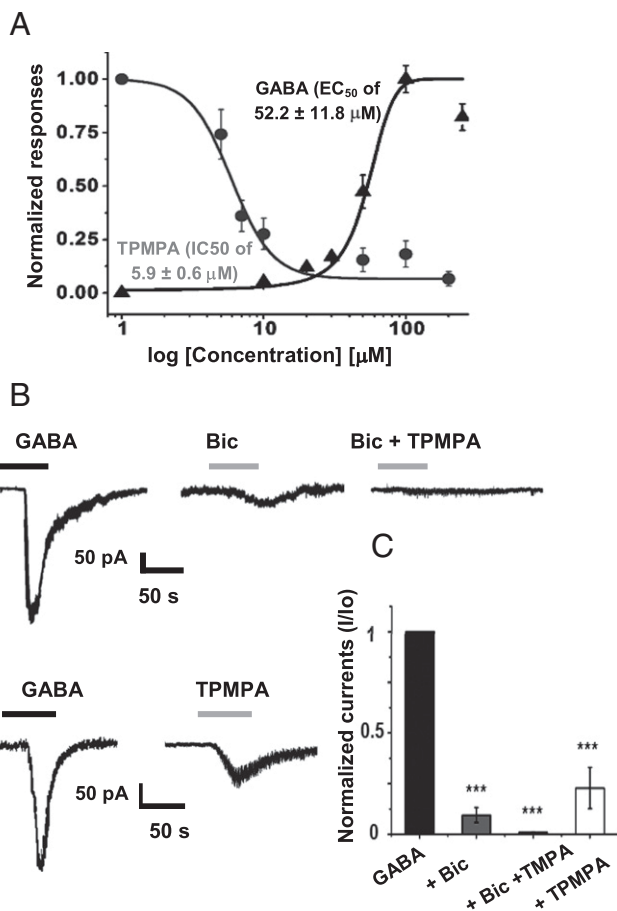 A
Normalized responses
1.00
0.75
0.50
0.25
0.00
GABA (EC50 of
52.2 ± 11.8 μM)
TPMPA (IC50 of
5.9 ± 0.6 μM)
1
10
100
log [Concentration] [μM]
B
GABA
Bic
Bic + TPMPA
50 pA
50 s
GABA
TPMPA
50 pA
50 s
C
Normalized currents (I/Io)
1
0.5
0
***
***
***
GABA
+ Bic
+ Bic +TMPA
+ TPMPA